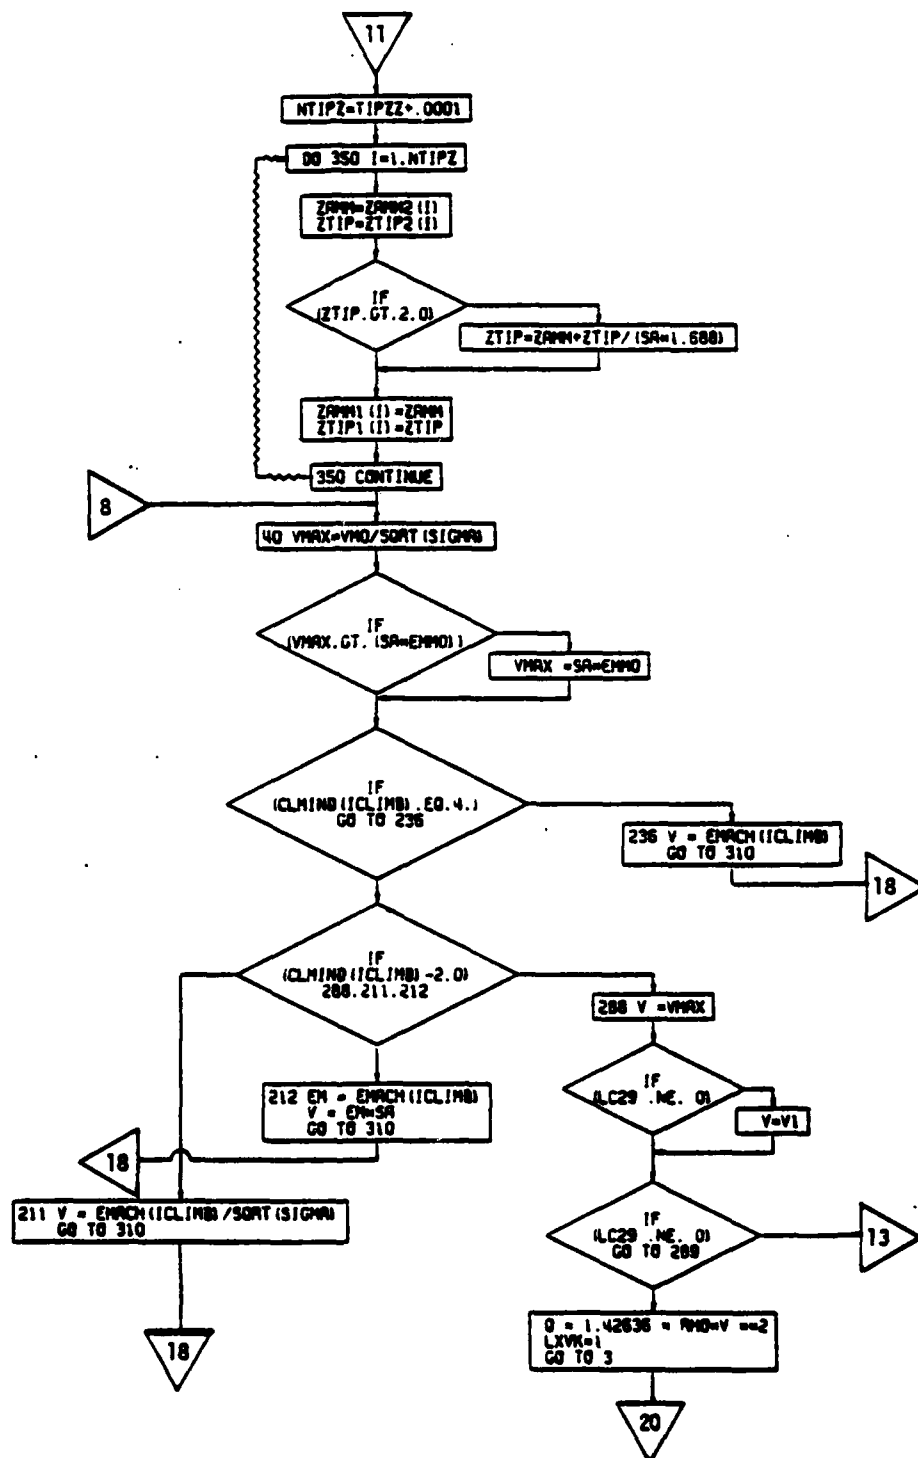 11
NTIPZ=TIPZZ+.0001
DO 350 I=1.NTIPZ
ZAMM=ZAMM2(I)
ZTIP=ZTIP2(I)
IF
(ZTIP.GT.2.0)
ZTIP=ZAMM+ZTIP/(SA*1.688)
ZAMM1(I)=ZAMM
ZTIP1(I)=ZTIP
350 CONTINUE
8
40 VMAX=VMO/SQRT(SIGMA)
IF
(VMAX.GT.(SA*EMMO))
VMAX =SA*EMMO
IF
(CLMIND(ICLIMB).EQ.4.)
GO TO 236
236 V = EMACH(ICLIMB)
GO TO 310
18
IF
(CLMIND(ICLIMB)-2.0)
288.211.212
288 V =VMAX
IF
(LC29 .NE. 0)
V=V1
212 EM = EMACH(ICLIMB)
V = EM*SA
GO TO 310
18
211 V = EMACH(ICLIMB)/SQRT(SIGMA)
GO TO 310
IF
(LC29 .NE. 0)
GO TO 289
13
18
Q = 1.42636 * RHO*V **2
LXVK=1
GO TO 3
20